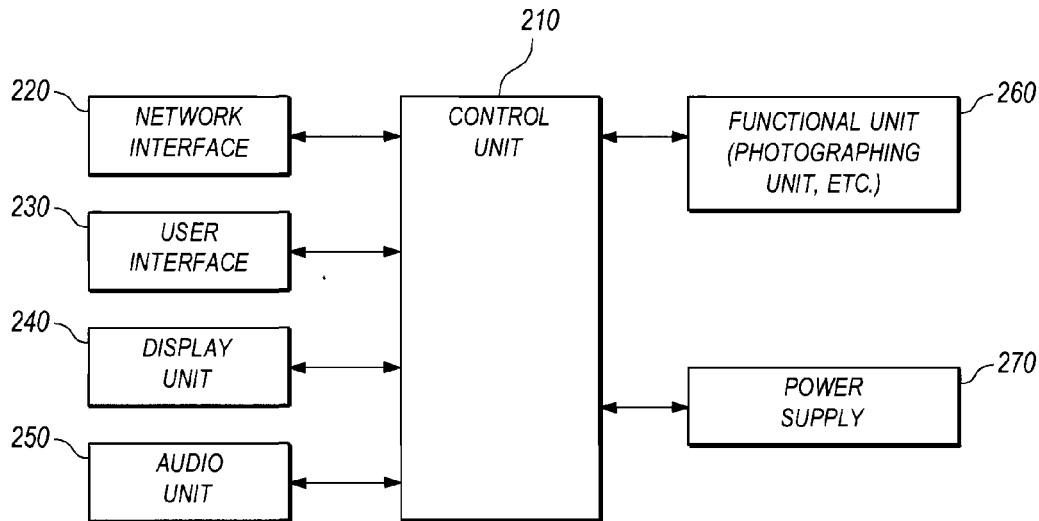 210
220
NETWORK
INTERFACE
CONTROL
UNIT
260
FUNCTIONAL UNIT
(PHOTOGRAPHING
UNIT, ETC.)
230
USER
INTERFACE
240
DISPLAY
UNIT
270
POWER
SUPPLY
250
AUDIO
UNIT